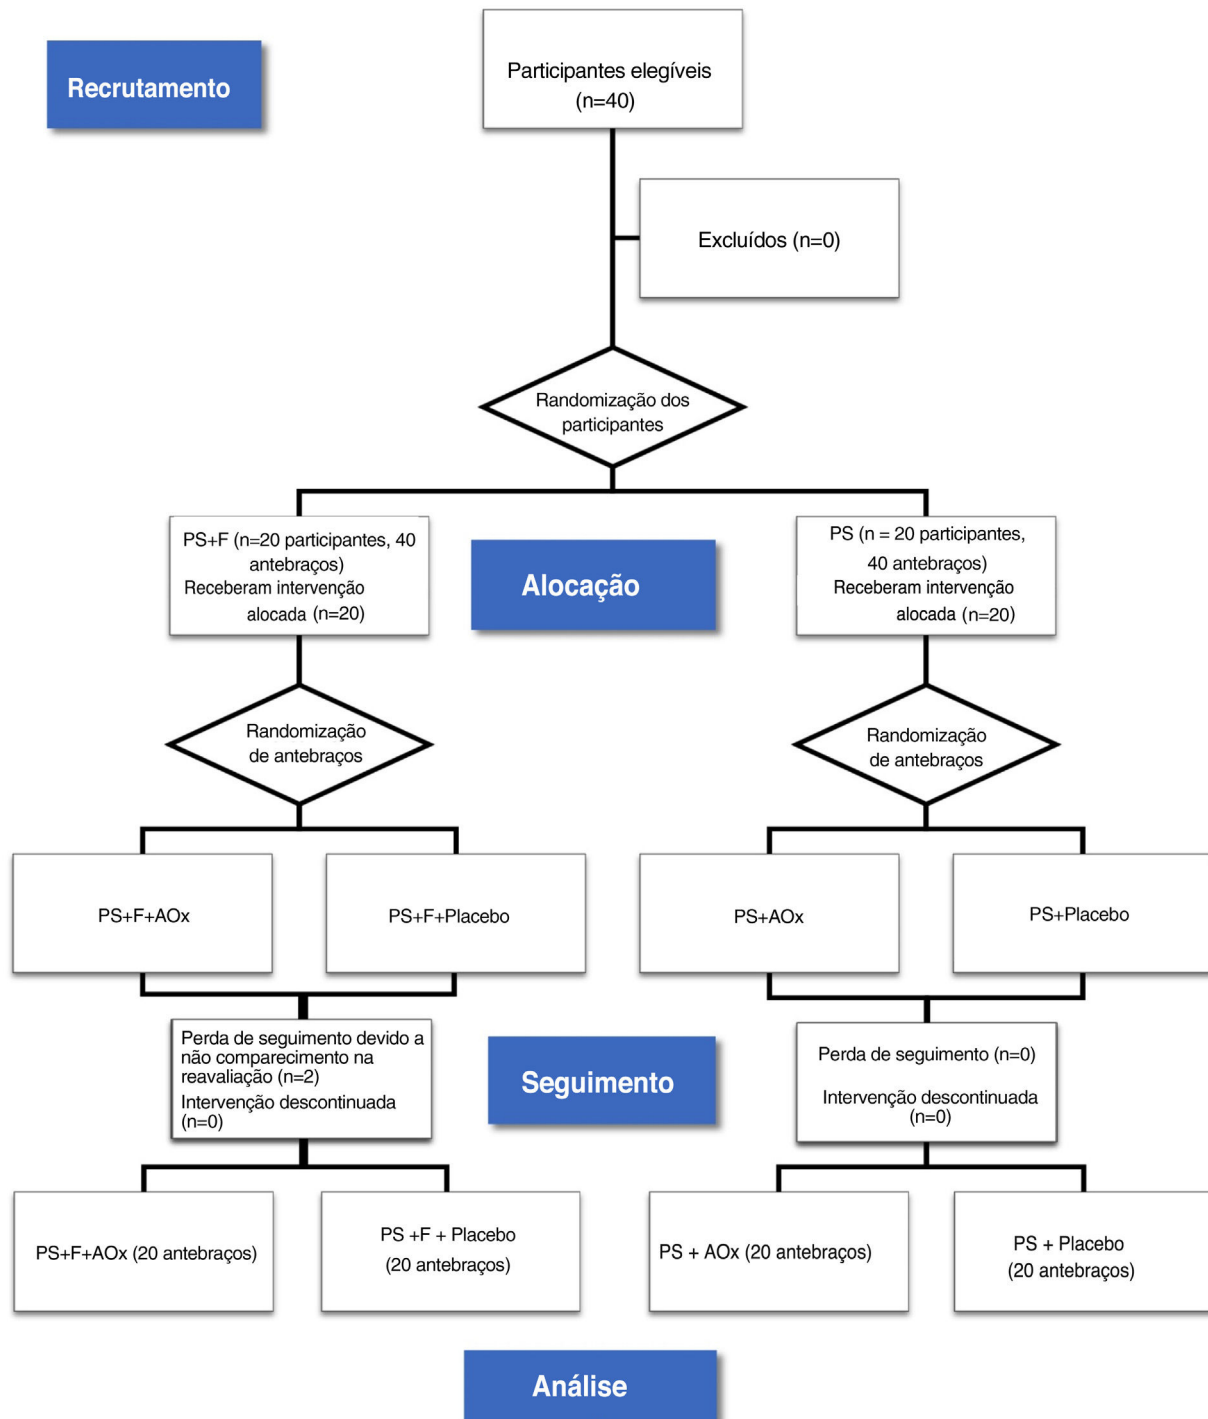 Recrutamento
Participantes elegíveis
(n=40)
Excluídos (n=0)
Randomização dos
participantes
PS+F (n=20 participantes, 40
antebraços)
Receberam intervenção
alocada (n=20)
Alocação
PS (n = 20 participantes,
40 antebraços)
Receberam intervenção
alocada (n=20)
Randomização
de antebraços
Randomização
de antebraços
PS+F+AOx
PS+F+Placebo
PS+AOx
PS+Placebo
Perda de seguimento devido a
não comparecimento na
reavaliação (n=2)
Intervenção descontinuada
(n=0)
Seguimento
Perda de seguimento (n=0)
Intervenção descontinuada
(n=0)
PS+F+AOx (20 antebraços)
PS +F + Placebo
(20 antebraços)
PS + AOx (20 antebraços)
PS + Placebo
(20 antebraços)
Análise